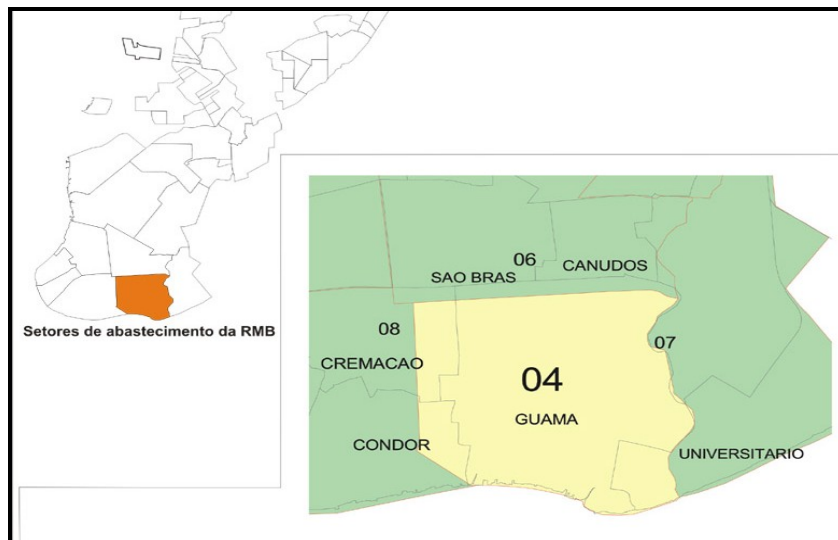 Setores de abastecimento da RMB
06
SAO BRAS
CANUDOS
08
CREMACAO
07
04
GUAMA
CONDOR
UNIVERSITARIO